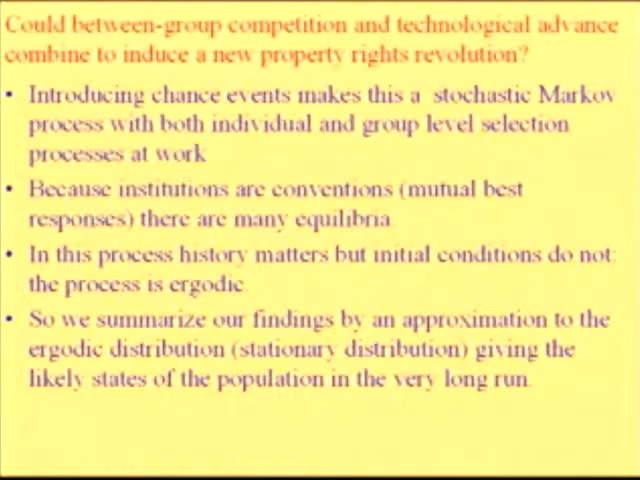 Could between-group competition and technological advance
combine to induce a new property rights revolution?
• Introducing chance events makes this a stochastic Markov
process with both individual and group level selection
processes at work
• Because institutions are conventions (mutual best
responses) there are many equilibria
• In this process history matters but initial conditions do not:
the process is ergodic
• So we summarize our findings by an approximation to the
ergodic distribution (stationary distribution) giving the
likely states of the population in the very long run.